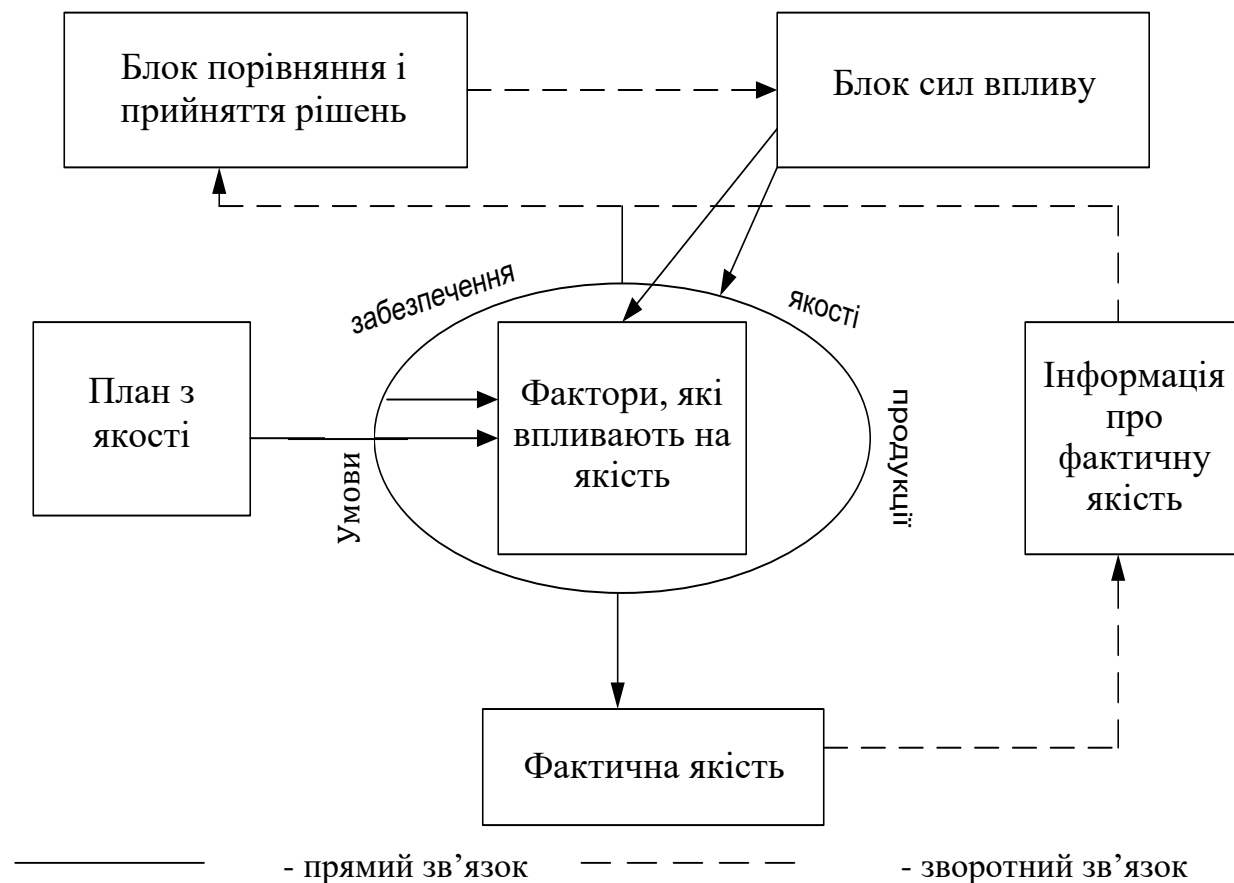 Блок порівняння і
прийняття рішень
Блок сил впливу
забезпечення
якості
План з
якості
Фактори, які
впливають на
якість
Інформація
про
фактичну
якість
Умови
продукції
Фактична якість
- прямий зв’язок
- зворотний зв’язок